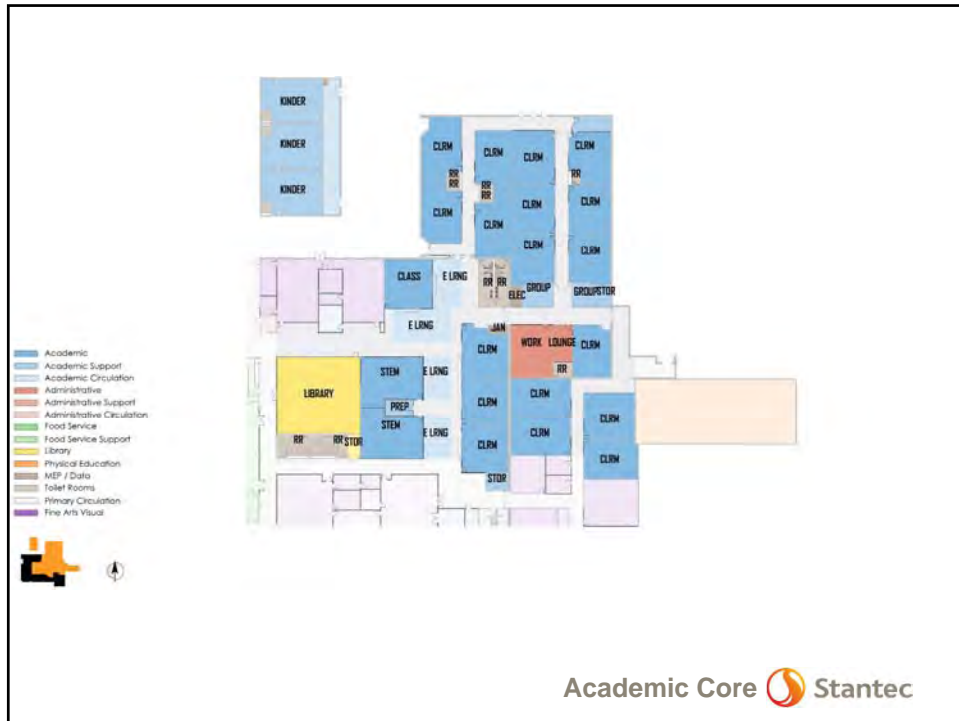 KINDER
KINDER
KINDER
CLRM
CLRM
CLRM
CLRM
RR
RR
RR
RR
RR
CLRM
CLRM
CLRM
CLRM
CLRM
CLRM
CLASS
E LRNG
RR
RR
ELEC
GROUP
GROUP
STOR
E LRNG
JAN
CLRM
WORK
LOUNGE
CLRM
RR
STEM
E LRNG
LIBRARY
PREP
STEM
CLRM
CLRM
CLRM
E LRNG
CLRM
CLRM
RR
RR
STOR
CLRM
CLRM
STOR
Academic
Academic Support
Academic Circulation
Administrative
Administrative Support
Administrative Circulation
Food Service
Food Service Support
Library
Physical Education
MEP / Data
Toilet Rooms
Primary Circulation
Fine Arts Visual
Academic Core Stantec